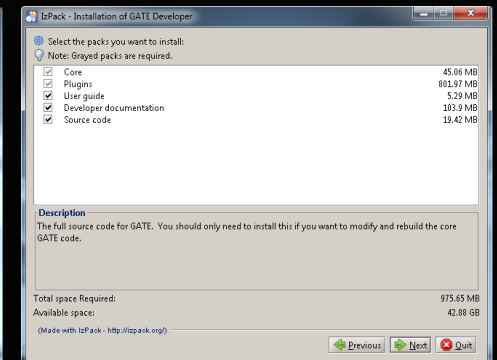 IzPack - Installation of GATE Developer
Select the packs you want to install:
Note: Grayed packs are required.
Core 45.06 MB
Plugins 801.97 MB
User guide 5.29 MB
Developer documentation 103.9 MB
Source code 19.42 MB
Description
The full source code for GATE. You should only need to install this if you want to modify and rebuild the core
GATE code.
Total space Required: 975.65 MB
Available space: 42.88 GB
(Made with IzPack - http://izpack.org/)
Previous Next Quit